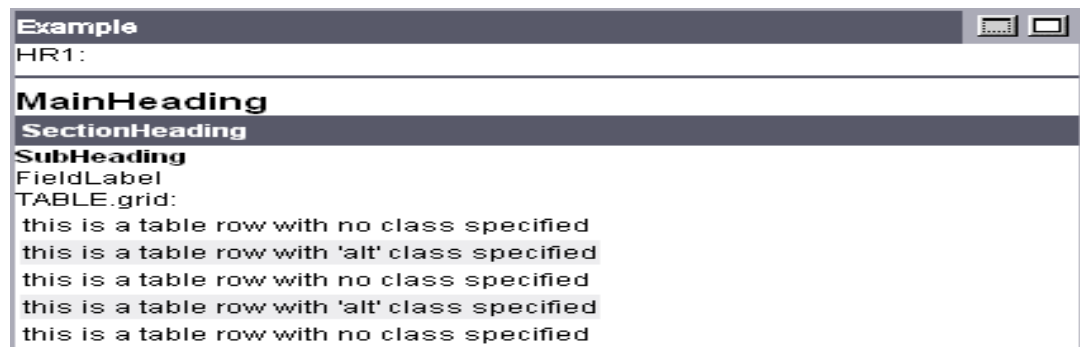 Example
HR1:
MainHeading
SectionHeading
SubHeading
FieldLabel
TABLE.grid:
this is a table row with no class specified
this is a table row with 'alt' class specified
this is a table row with no class specified
this is a table row with 'alt' class specified
this is a table row with no class specified